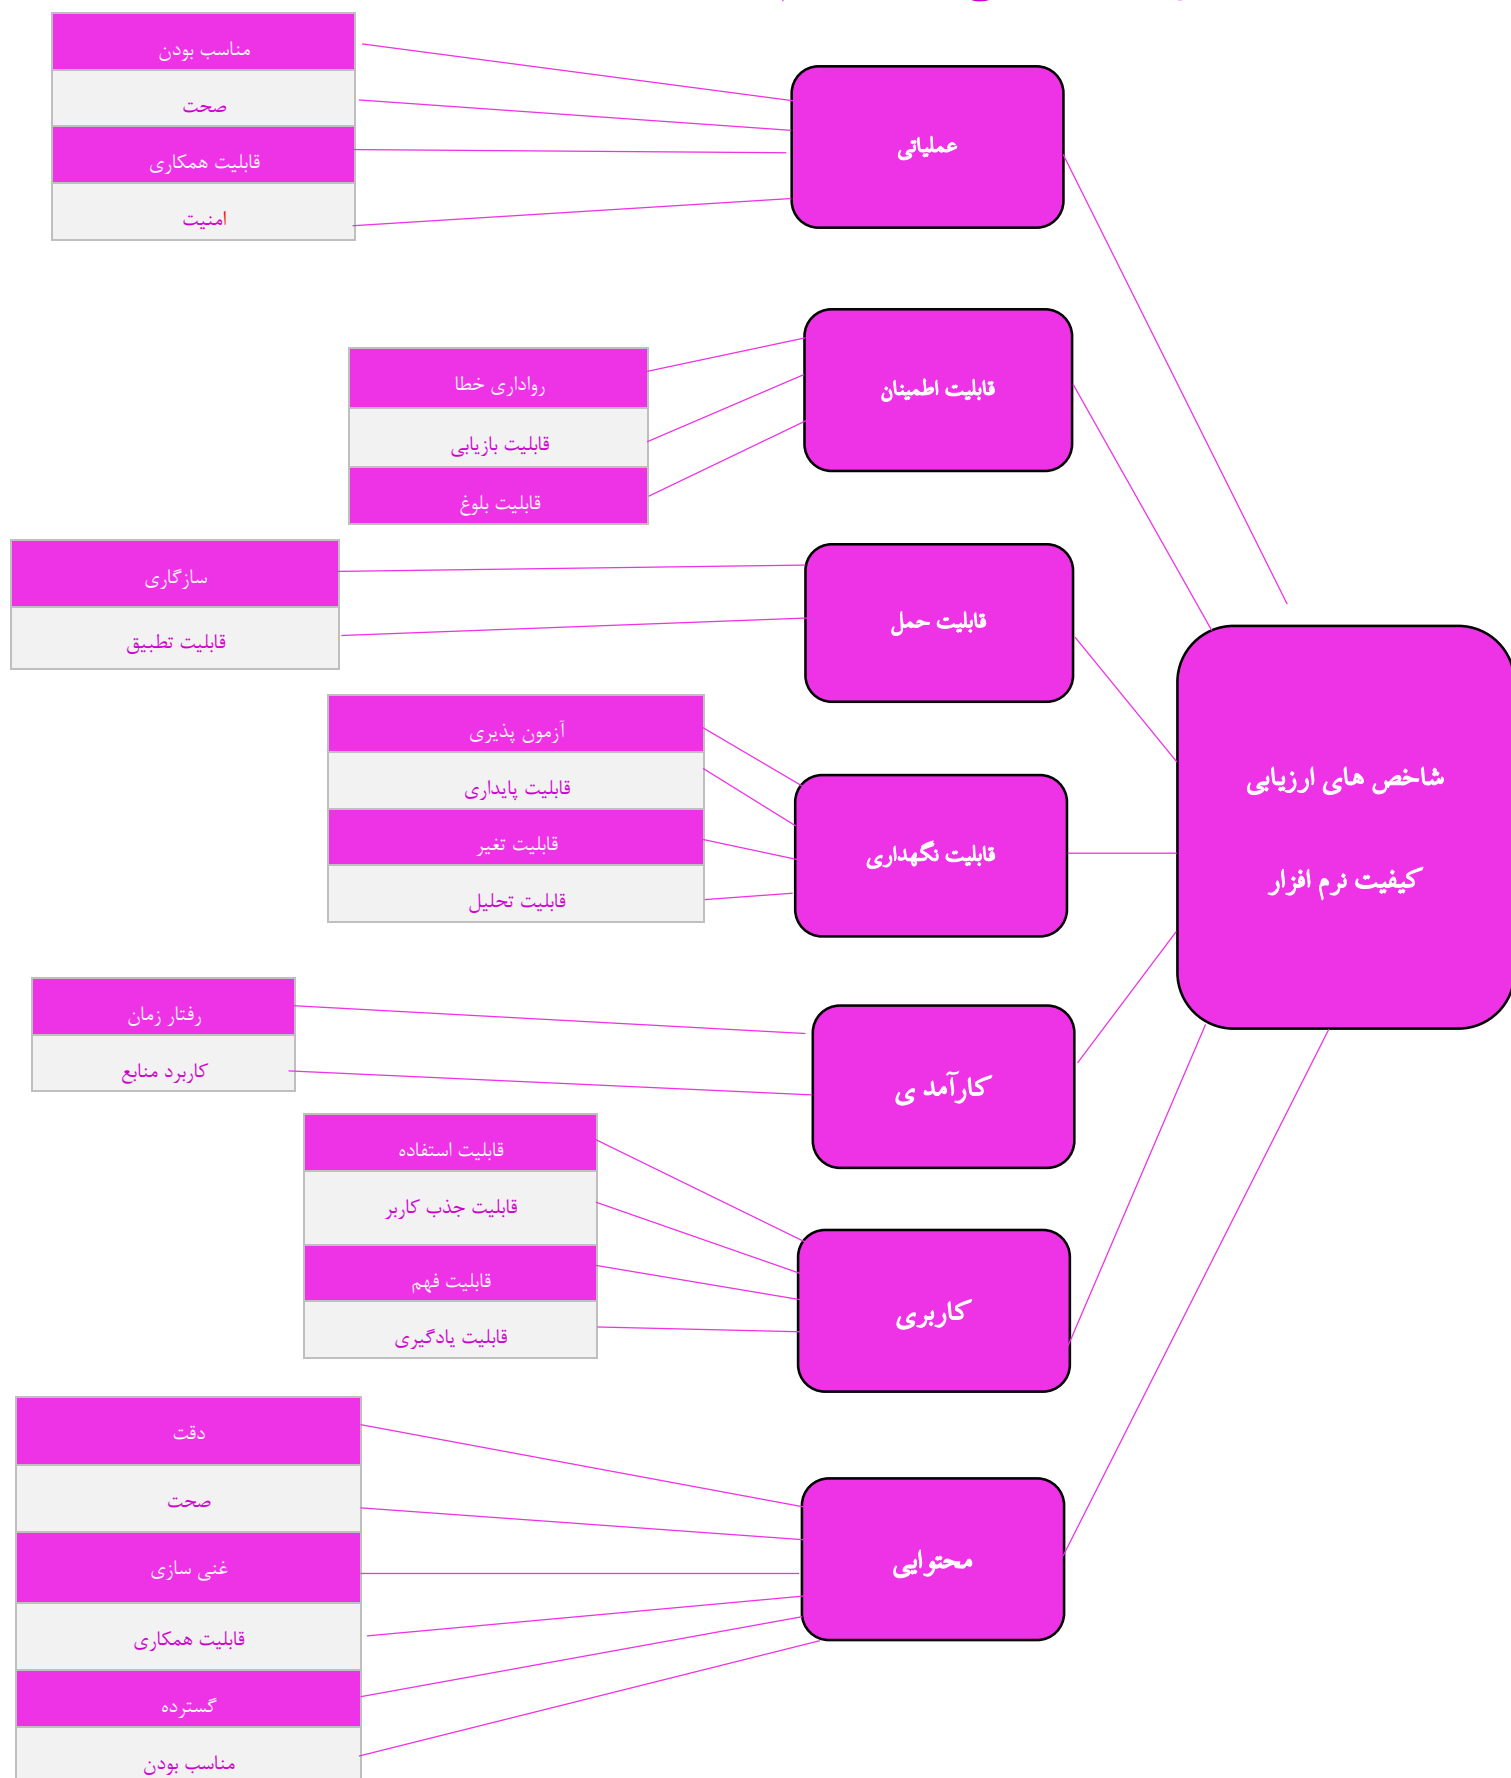 شاخص های ارزیابی
کیفیت نرم افزار
عملیاتی
مناسب بودن
صحت
قابلیت همکاری
امنیت
قابلیت اطمینان
رواداری خطا
قابلیت بازیابی
قابلیت بلوغ
قابلیت حمل
سازگاری
قابلیت تطبیق
قابلیت نگهداری
آزمون پذیری
قابلیت پایداری
قابلیت تغیر
قابلیت تحلیل
کارآمد ی
رفتار زمان
کاربرد منابع
کاربری
قابلیت استفاده
قابلیت جذب کاربر
قابلیت فهم
قابلیت یادگیری
محتوایی
دقت
صحت
غنی سازی
قابلیت همکاری
گسترده
مناسب بودن